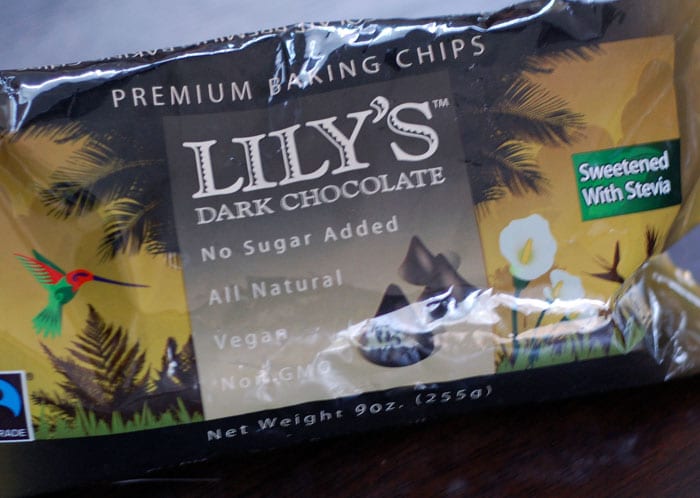 PREMIUM BAKING CHIPS
LILY'S™
DARK CHOCOLATE
No Sugar Added
All Natural
Vegan
Non-GMO
Sweetened
With Stevia
Net Weight 9oz. (255g)
RADE